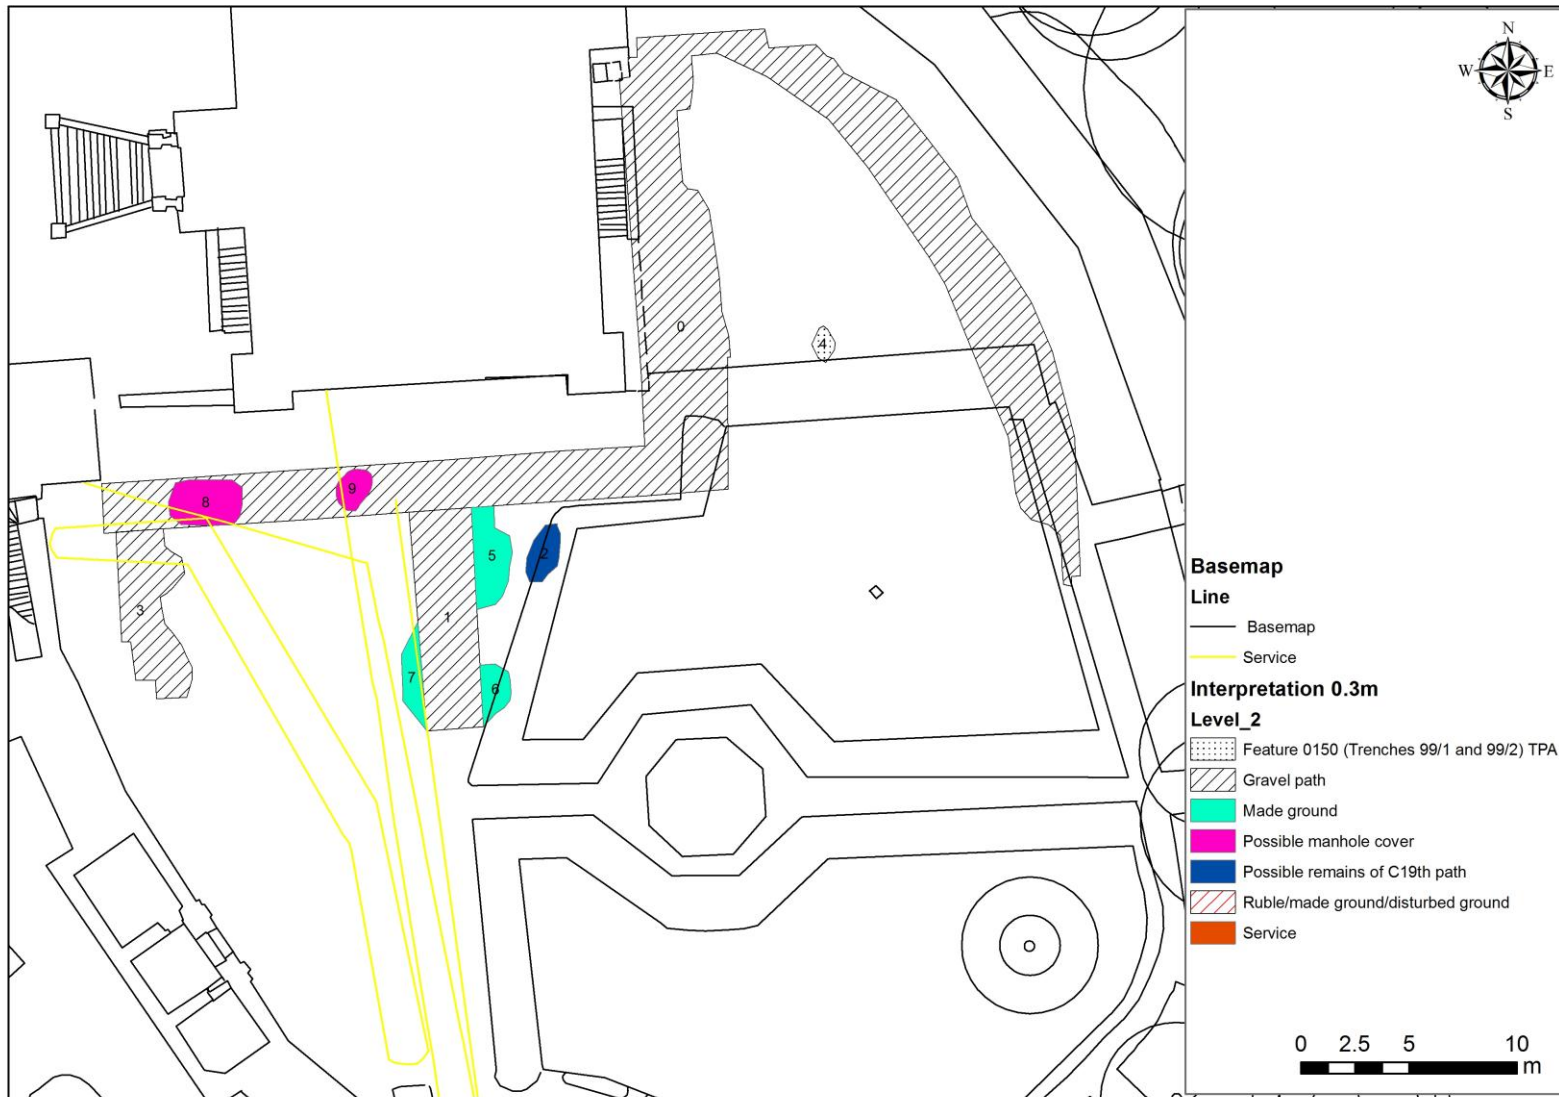 N
W E
S
0
4
8
9
5
2
3
1
7
6
Basemap
Line
Basemap
Service
Interpretation 0.3m
Level_2
Feature 0150 (Trenches 99/1 and 99/2) TPA
Gravel path
Made ground
Possible manhole cover
Possible remains of C19th path
Ruble/made ground/disturbed ground
Service
0 2.5 5 10
m